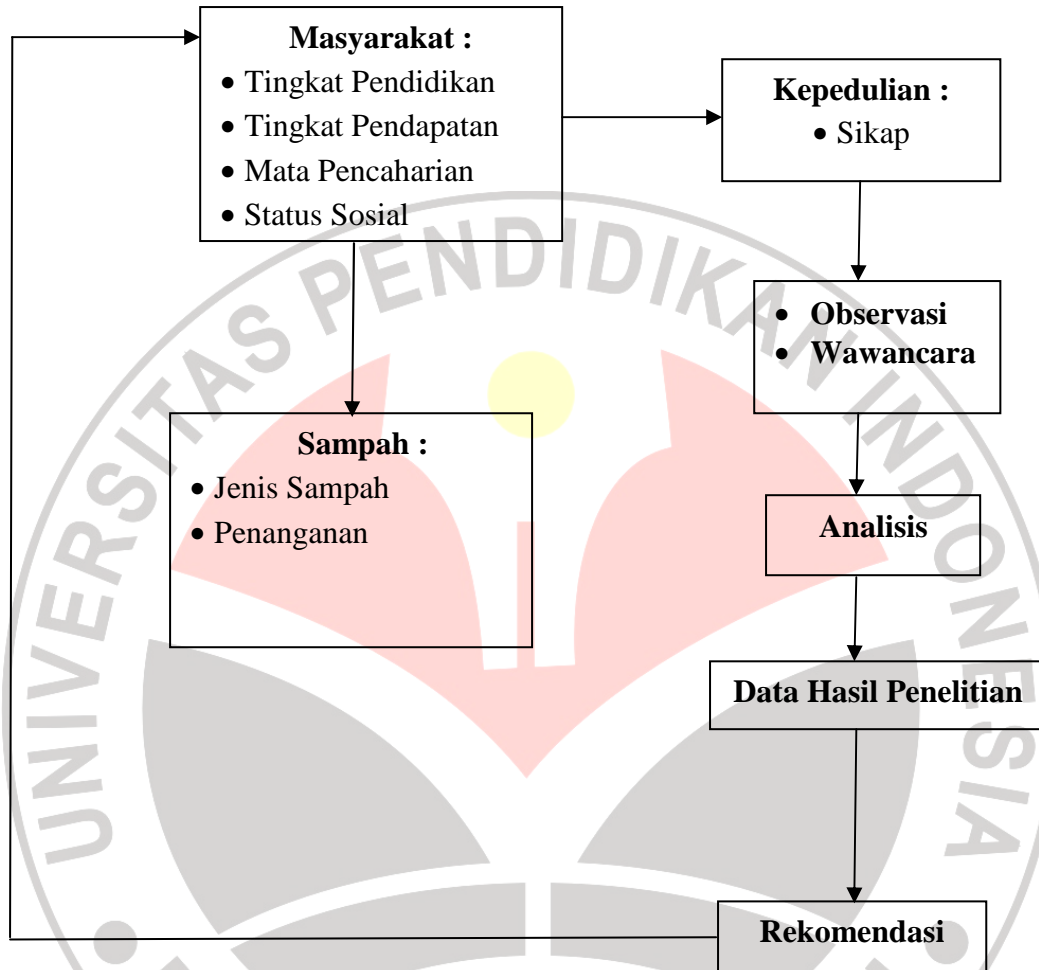 Masyarakat :
• Tingkat Pendidikan
• Tingkat Pendapatan
• Mata Pencaharian
• Status Sosial
Kepedulian :
• Sikap
• Observasi
• Wawancara
Sampah :
• Jenis Sampah
• Penanganan
Analisis
Data Hasil Penelitian
Rekomendasi
UNIVERSITAS PENDIDIKAN INDONESIA